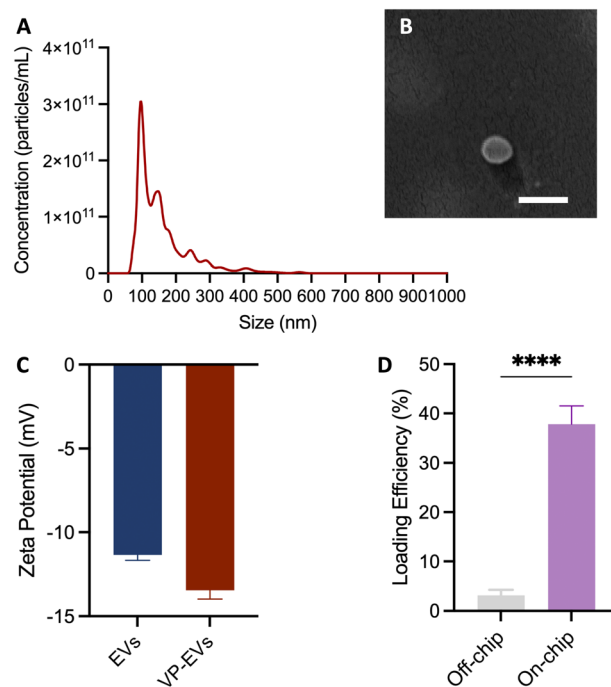 A
Concentration (particles/mL)
4×10¹¹
3×10¹¹
2×10¹¹
1×10¹¹
0
0 100 200 300 400 500 600 700 800 9001000
Size (nm)
B
C
Zeta Potential (mV)
0
-5
-10
-15
EVs
VP-EVs
D
Loading Efficiency (%)
50
40
30
20
10
0
****
Off-chip
On-chip